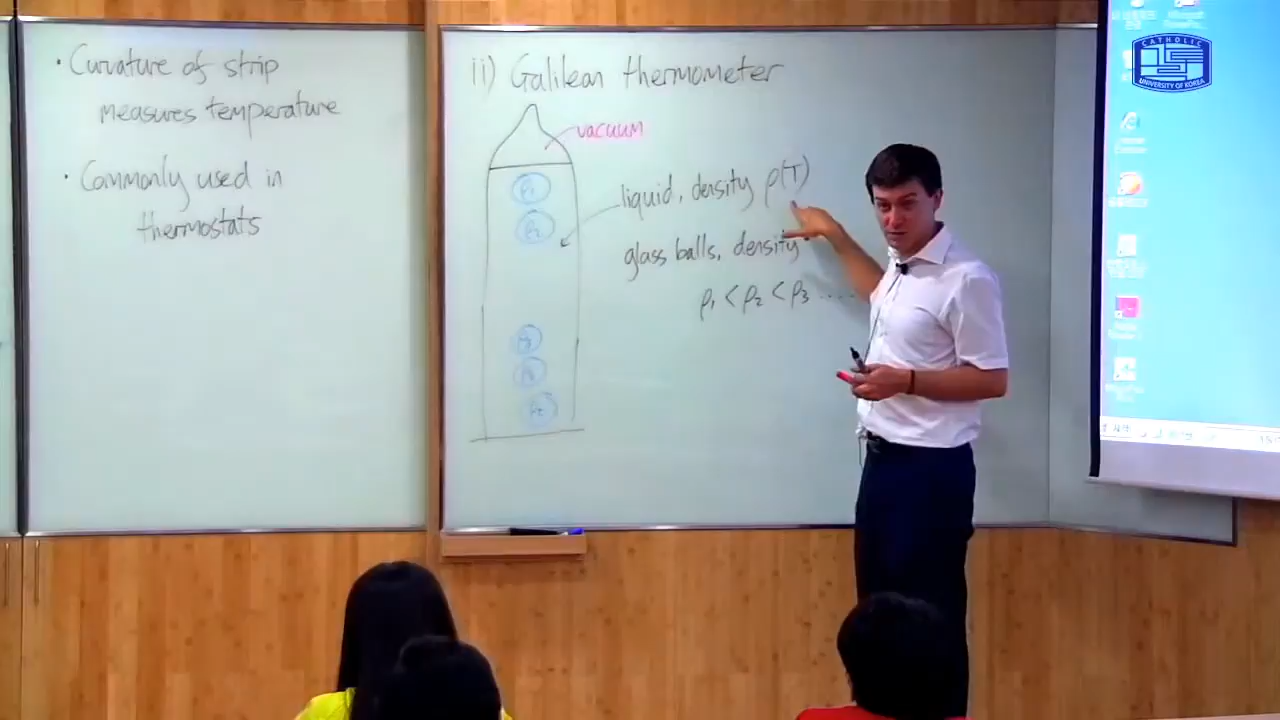 · Curvature of strip
measures temperature
· Commonly used in
thermostats
ii) Galilean thermometer
vacuum
liquid, density ρ(T)
glass balls, density
ρ₁ < ρ₂ < ρ₃ ....
ρ₁
ρ₂
CATHOLIC
UNIVERSITY OF KOREA